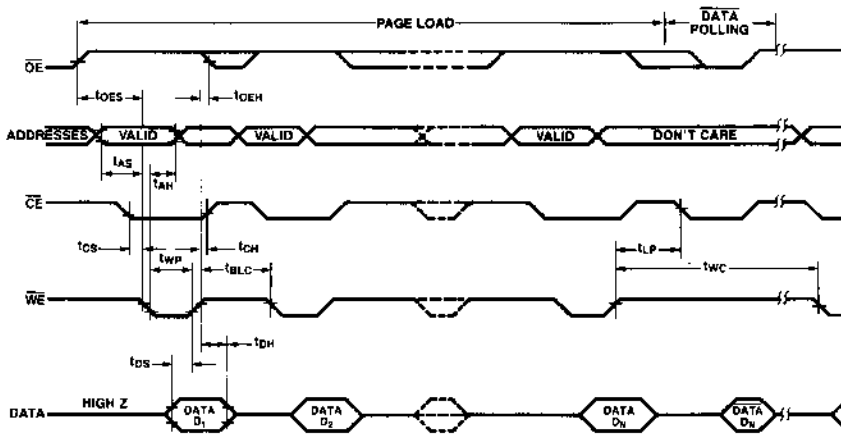 PAGE LOAD
DATA
POLLING
OE
tOES
tOEH
ADDRESSES
VALID
VALID
VALID
DON'T CARE
tAS
tAH
CE
tCS
tWP
tCH
tBLC
tLP
tWC
WE
tDS
tDH
DATA
HIGH Z
DATA
D1
DATA
D2
DATA
DN
DATA
DN